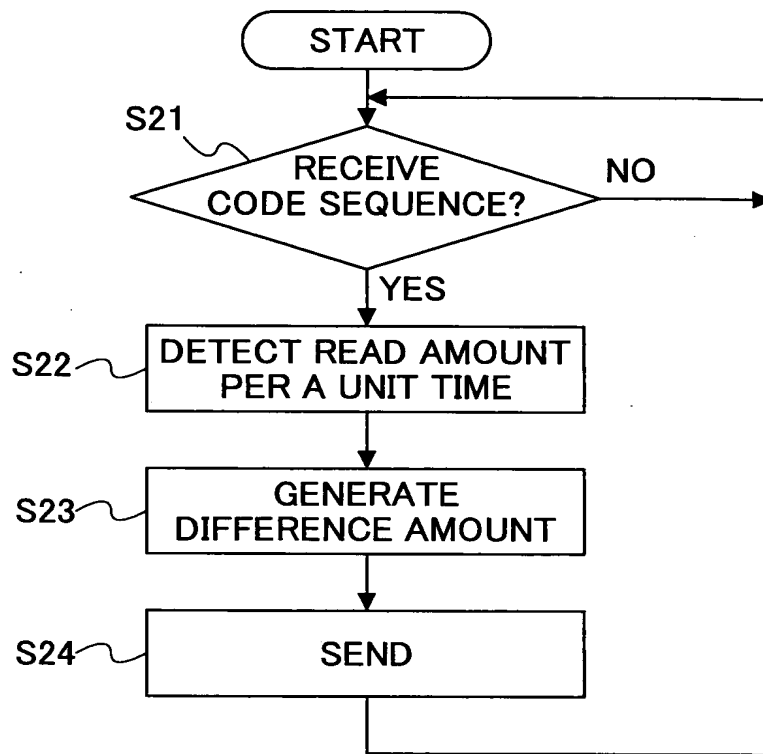 START
S21
RECEIVE
CODE SEQUENCE?
NO
YES
S22
DETECT READ AMOUNT
PER A UNIT TIME
S23
GENERATE
DIFFERENCE AMOUNT
S24
SEND